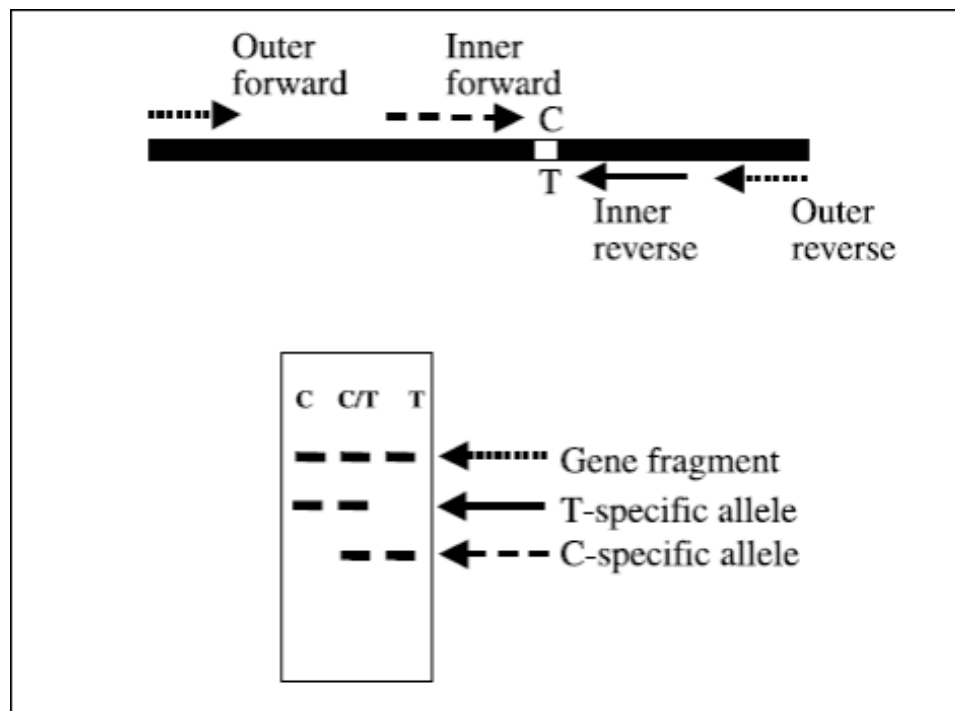 Outer
forward
Inner
forward
C
T
Inner
reverse
Outer
reverse
C C/T T
Gene fragment
T-specific allele
C-specific allele